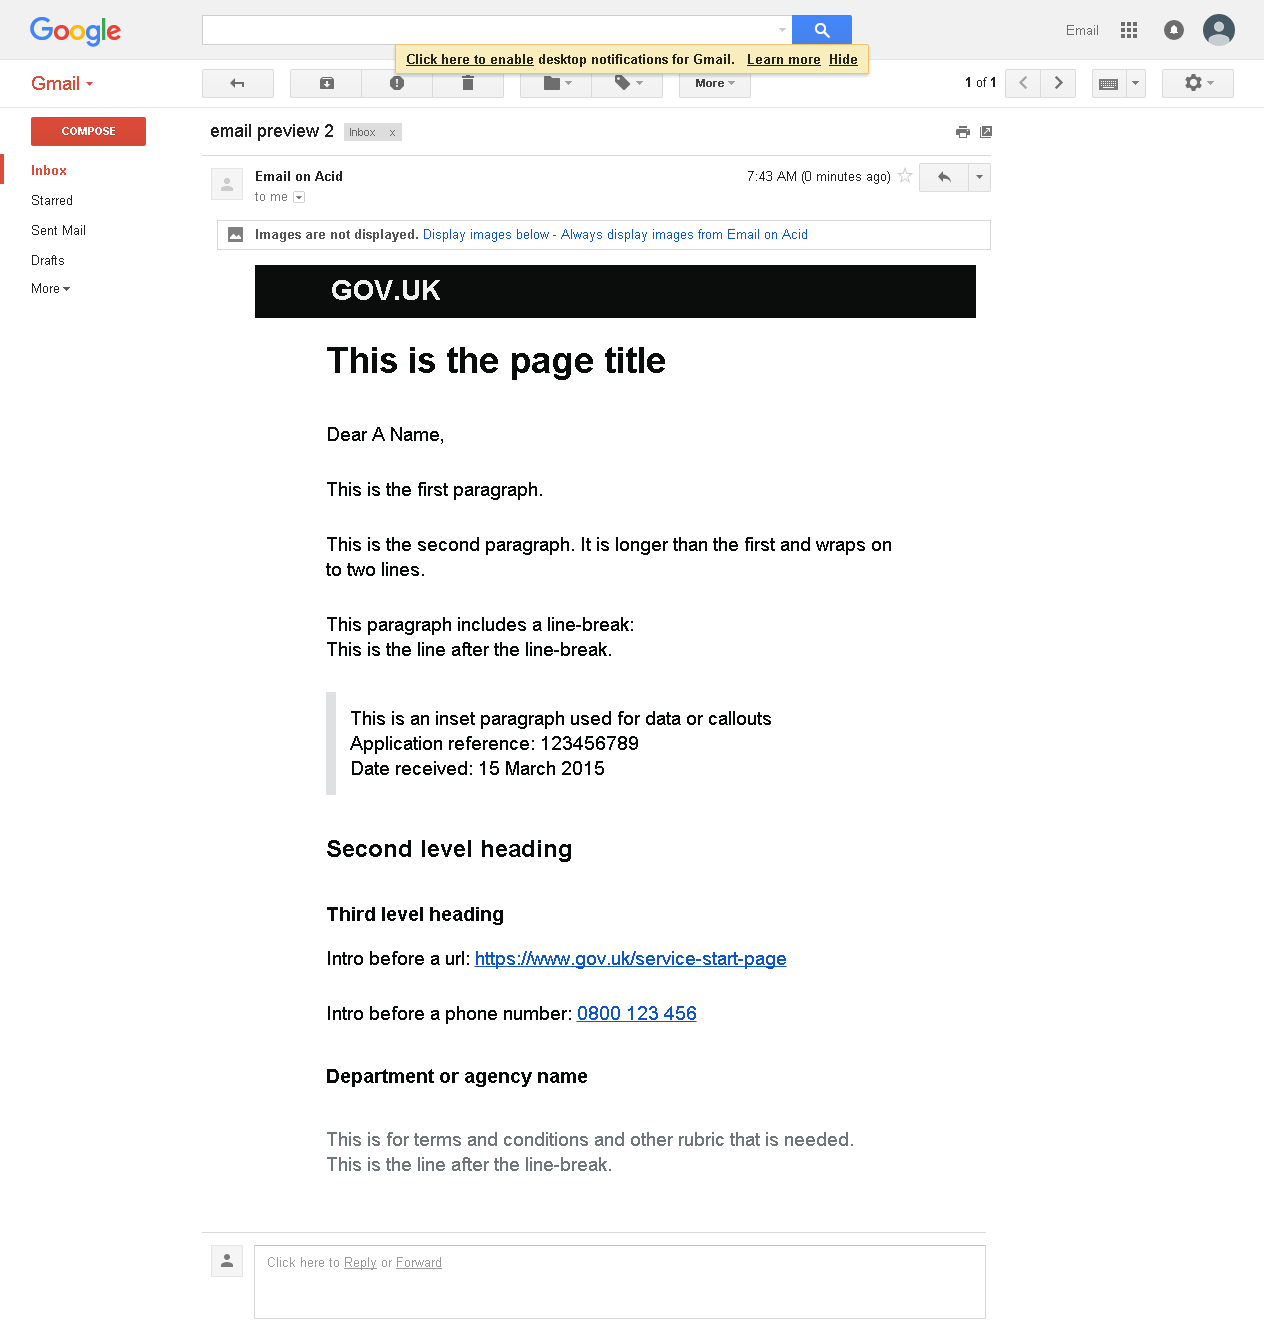 Google
Email
Click here to enable desktop notifications for Gmail. Learn more Hide
Gmail
More
1 of 1
COMPOSE
email preview 2
Inbox x
Inbox
Email on Acid
7:43 AM (0 minutes ago)
to me
Starred
Sent Mail
Images are not displayed. Display images below - Always display images from Email on Acid
Drafts
More
GOV.UK
This is the page title
Dear A Name,
This is the first paragraph.
This is the second paragraph. It is longer than the first and wraps on
to two lines.
This paragraph includes a line-break:
This is the line after the line-break.
This is an inset paragraph used for data or callouts
Application reference: 123456789
Date received: 15 March 2015
Second level heading
Third level heading
Intro before a url: https://www.gov.uk/service-start-page
Intro before a phone number: 0800 123 456
Department or agency name
This is for terms and conditions and other rubric that is needed.
This is the line after the line-break.
Click here to Reply or Forward